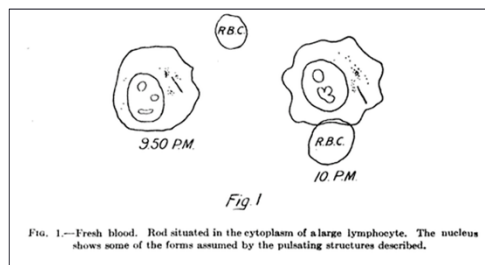 R.B.C.
9.50 P.M.
R.B.C.
10. P.M.
Fig. 1
FIG. 1.—Fresh blood. Rod situated in the cytoplasm of a large lymphocyte. The nucleus
shows some of the forms assumed by the pulsating structures described.